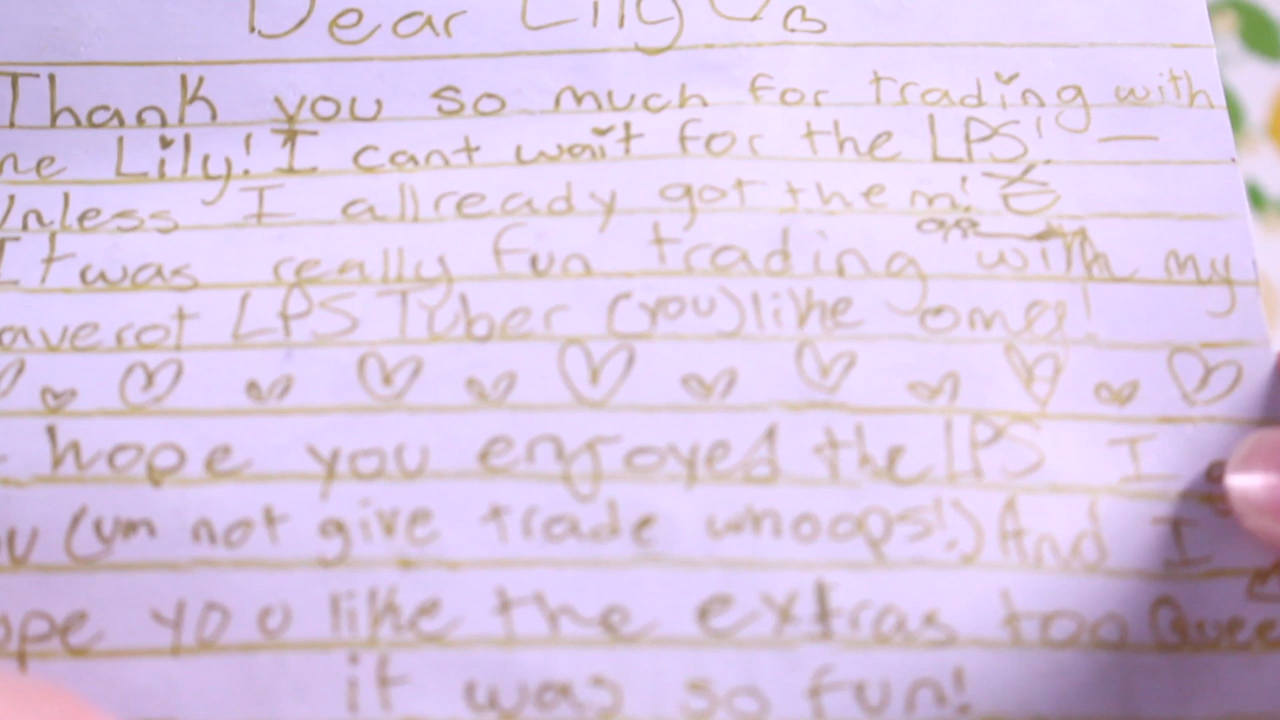 Dear Lily
Thank you so much for trading with
me Lily! I cant wait for the LPS! —
Unless I allready got them!
It was really fun trading with my
faverot LPS Tuber (you) like omg!
hope you enjoyed the LPS I
(um not give trade whoops!) And I
hope you like the extras too
it was so fun!